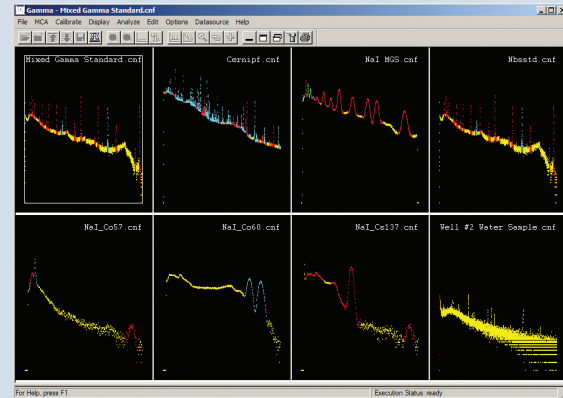 Gamma - Mixed Gamma Standard.cnf
File MCA Calibrate Display Analyze Edit Options Datasource Help
Mixed Gamma Standard.cnf
Cernipf.cnf
NaI MGS.cnf
Nbsstd.cnf
NaI_Co57.cnf
NaI_Co60.cnf
NaI_Cs137.cnf
Well #2 Water Sample.cnf
For Help, press F1
Execution Status: ready